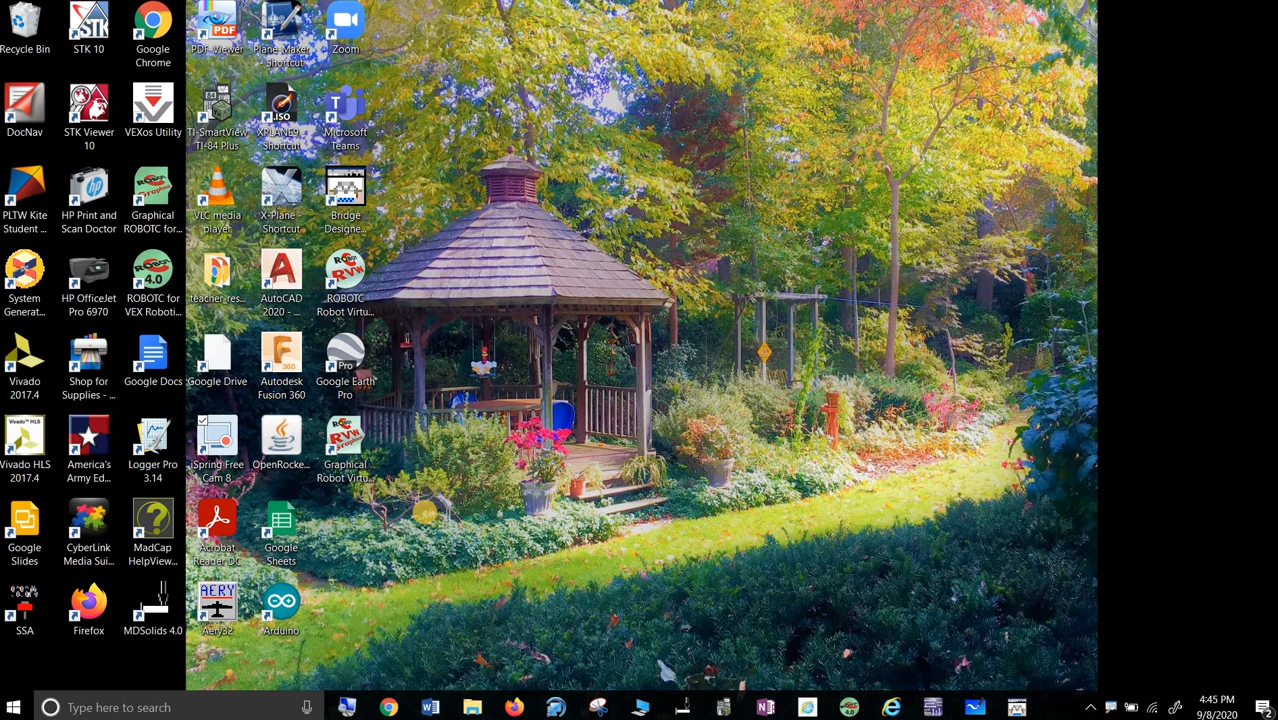 Recycle Bin
STK 10
Google
Chrome
PDF Viewer
Plane-Maker
- Shortcut
Zoom
DocNav
STK Viewer
10
VEXos Utility
TI-SmartView
TI-84 Plus
XPLANE9 -
Shortcut
Microsoft
Teams
PLTW Kite
Student ...
HP Print and
Scan Doctor
Graphical
ROBOTC for...
VLC media
player
X-Plane -
Shortcut
Bridge
Designe...
System
Generat...
HP OfficeJet
Pro 6970
ROBOTC for
VEX Roboti...
teacher_res...
AutoCAD
2020 - ...
ROBOTC
Robot Virtu...
Vivado
2017.4
Shop for
Supplies - ...
Google Docs
Google Drive
Autodesk
Fusion 360
Google Earth
Pro
Vivado HLS
2017.4
America's
Army Ed...
Logger Pro
3.14
iSpring Free
Cam 8
OpenRocke...
Graphical
Robot Virtu...
Google
Slides
CyberLink
Media Sui...
MadCap
HelpView...
Acrobat
Reader DC
Google
Sheets
SSA
Firefox
MDSolids 4.0
Aery32
Arduino
Type here to search
4:45 PM
9/8/2020